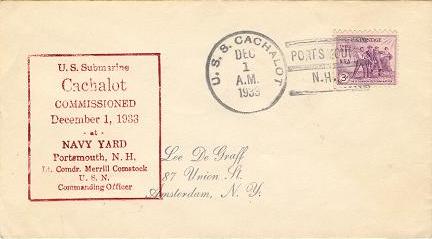 U.S. Submarine
Cachalot
COMMISSIONED
December 1, 1933
- at -
NAVY YARD
Portsmouth, N. H.
Lt. Comdr. Merrill Comstock
U. S. N.
Commanding Officer
U. S. S. CACHALOT
DEC
1
A.M.
1933
N.H.
3
Lee De Graff
87 Union St.
Amsterdam, N. Y.